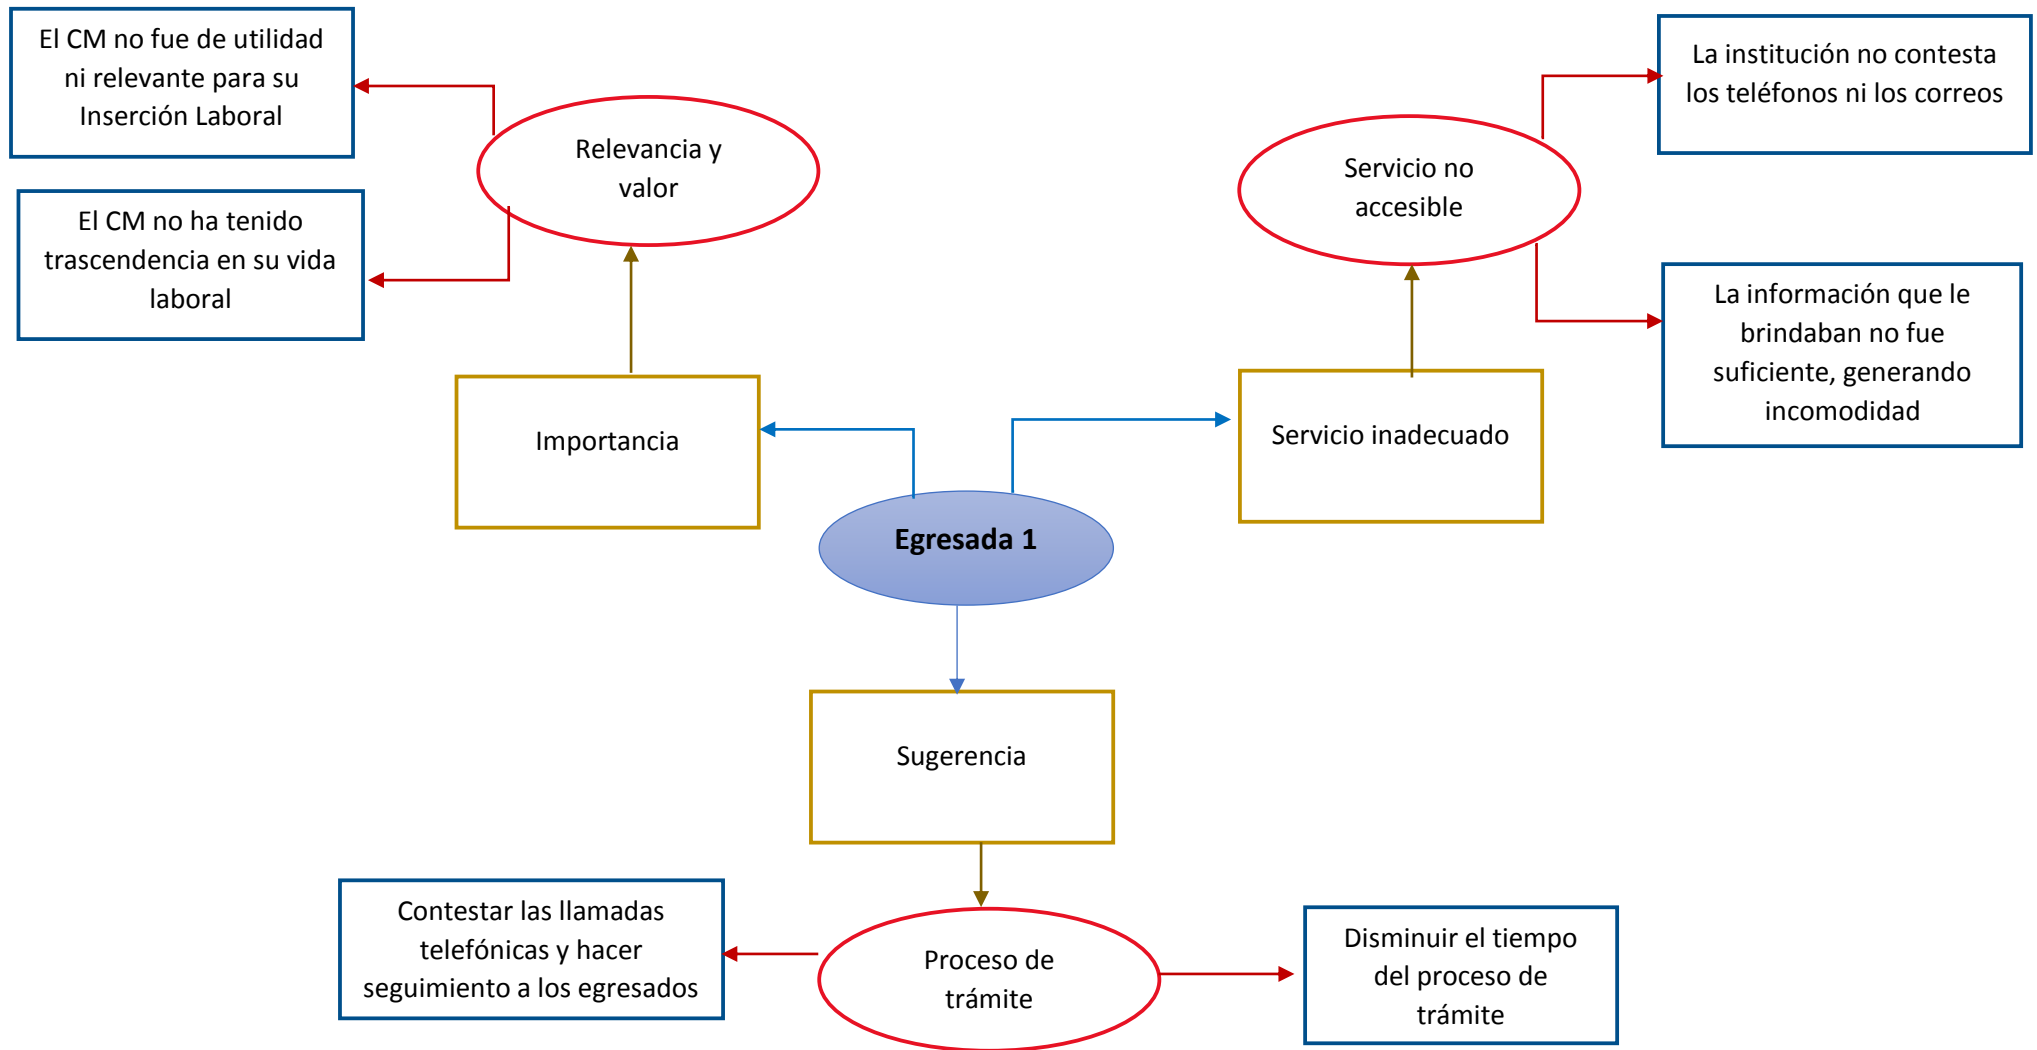 El CM no fue de utilidad
ni relevante para su
Inserción Laboral
El CM no ha tenido
trascendencia en su vida
laboral
Relevancia y
valor
Importancia
Servicio no
accesible
La institución no contesta
los teléfonos ni los correos
La información que le
brindaban no fue
suficiente, generando
incomodidad
Servicio inadecuado
Egresada 1
Sugerencia
Contestar las llamadas
telefónicas y hacer
seguimiento a los egresados
Proceso de
trámite
Disminuir el tiempo
del proceso de
trámite